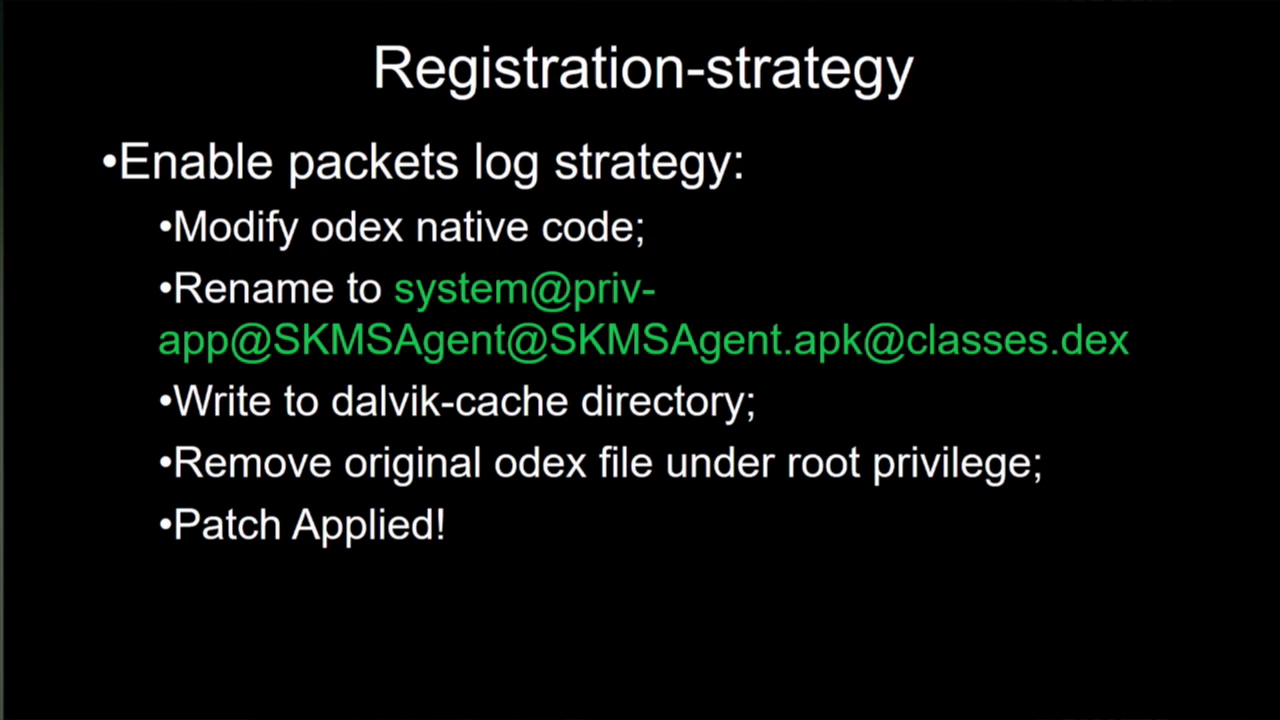 Registration-strategy
•Enable packets log strategy:
•Modify odex native code;
•Rename to system@priv-
app@SKMSAgent@SKMSAgent.apk@classes.dex
•Write to dalvik-cache directory;
•Remove original odex file under root privilege;
•Patch Applied!